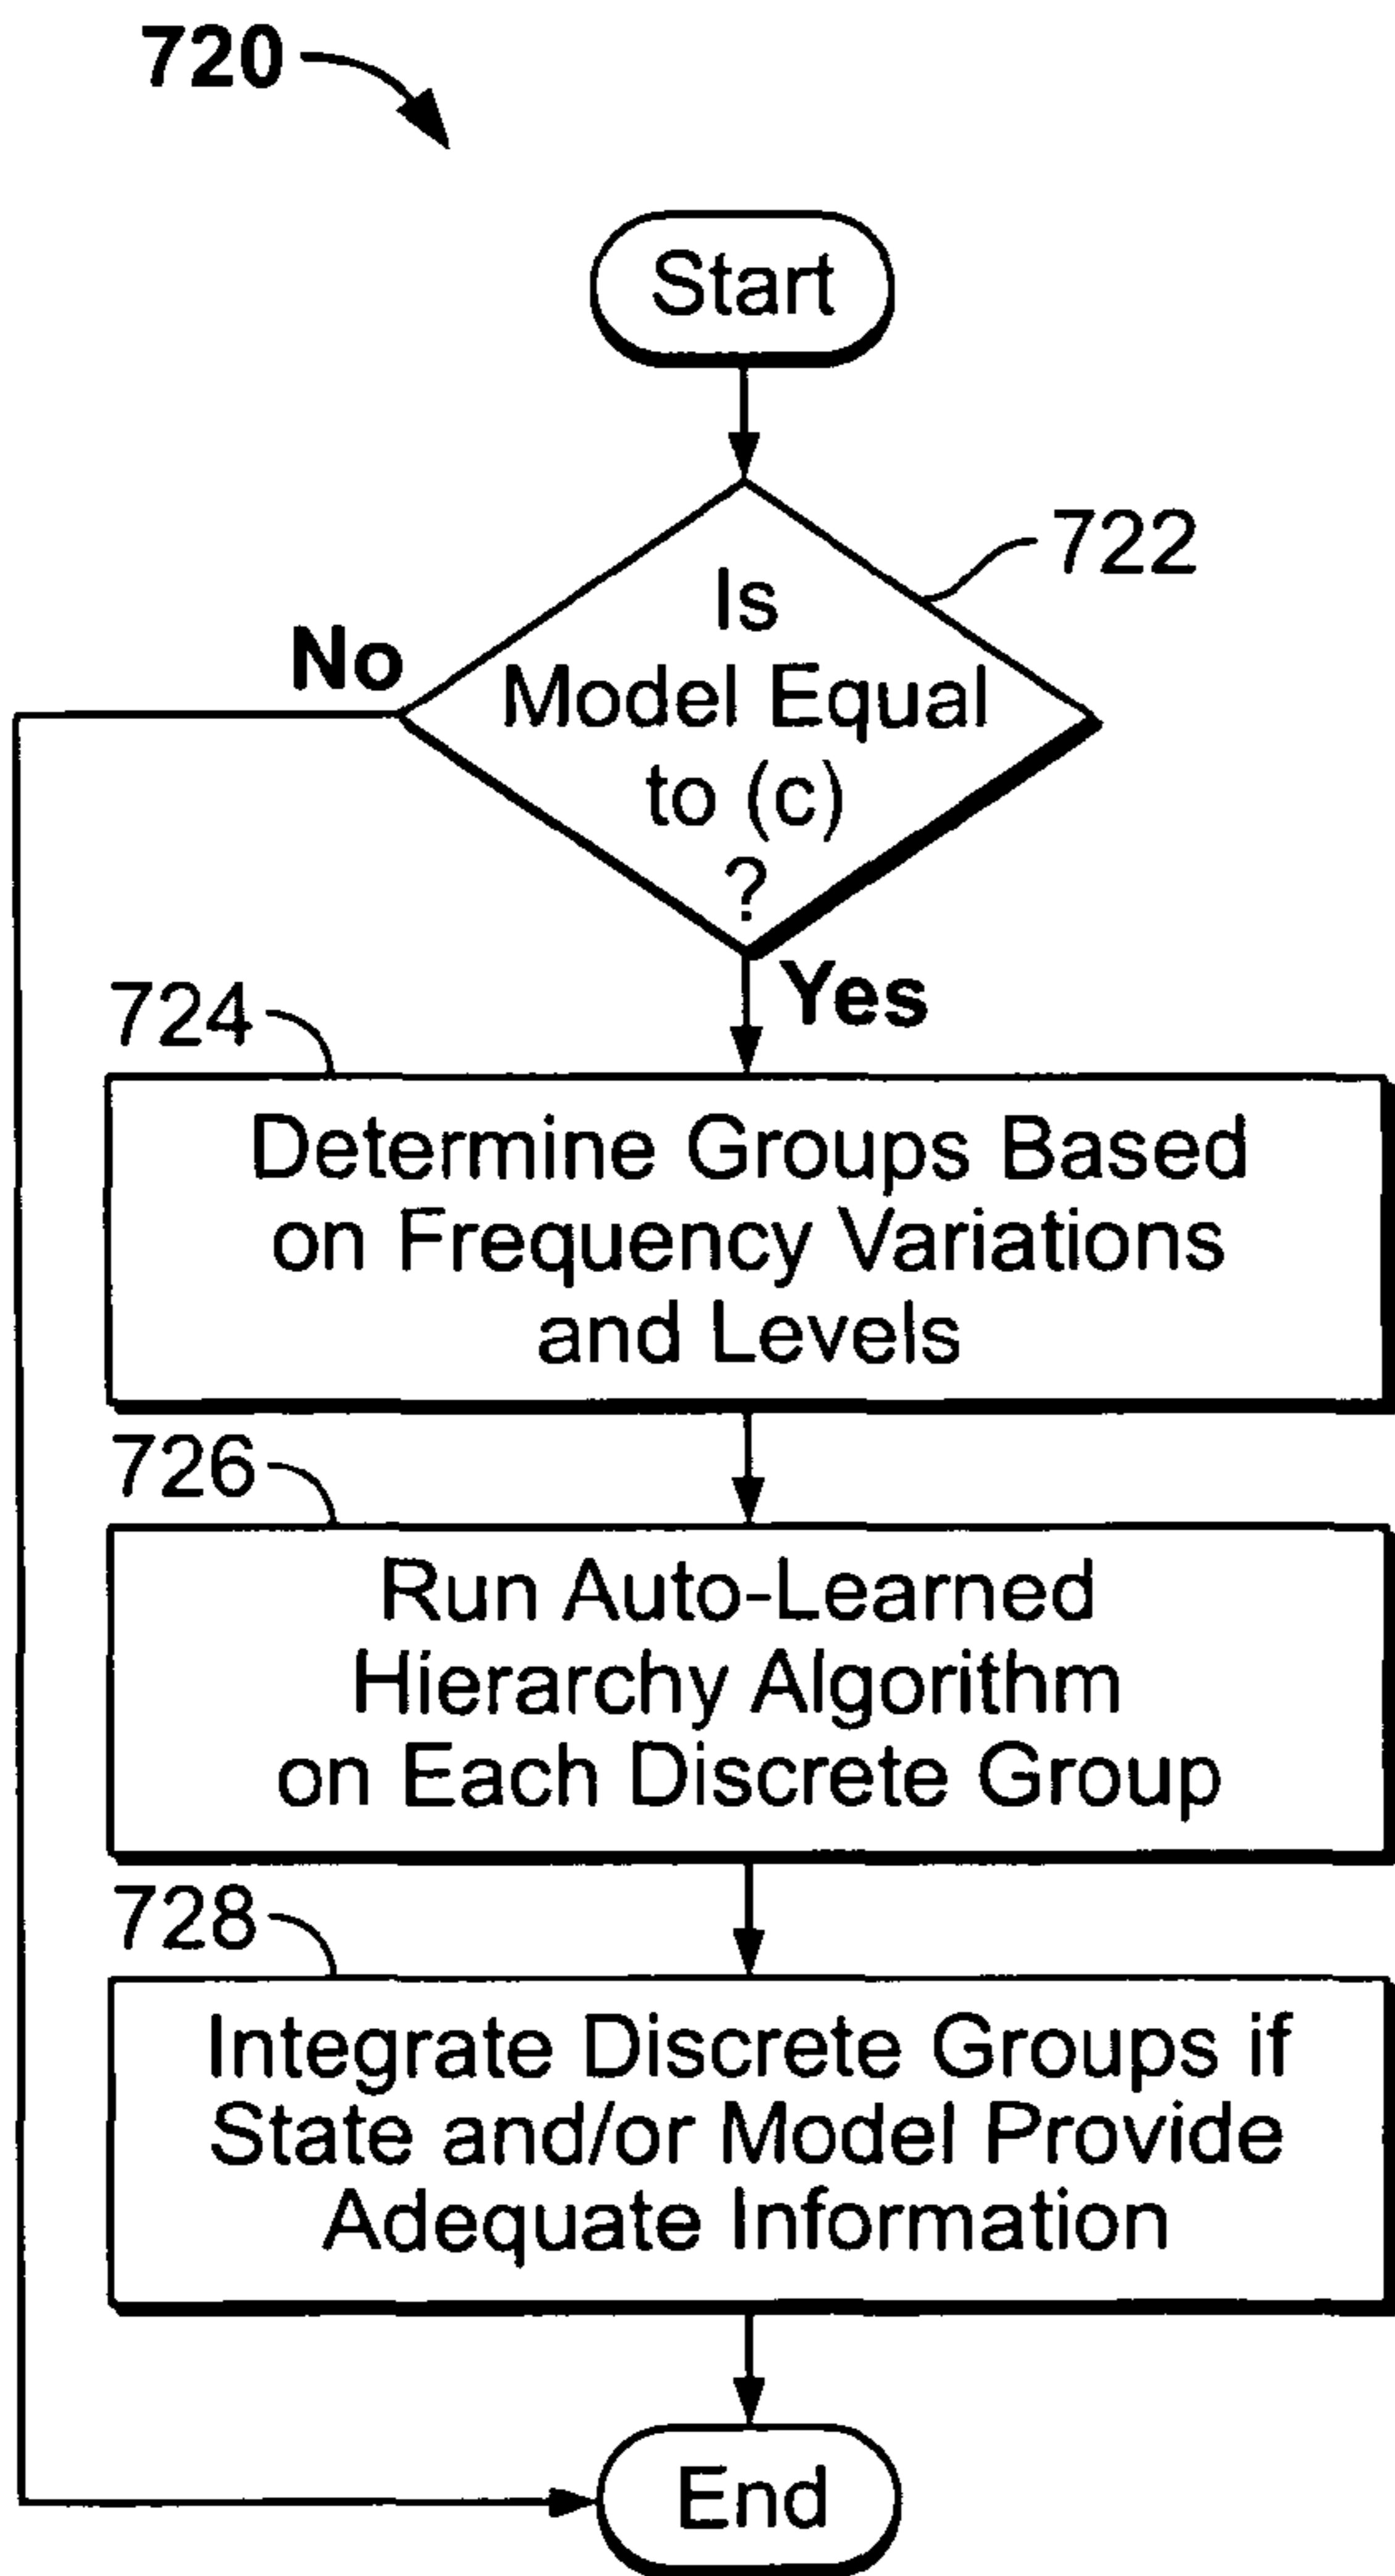 720
Start
722
Is
Model Equal
to (c)
?
No
Yes
724
Determine Groups Based
on Frequency Variations
and Levels
726
Run Auto-Learned
Hierarchy Algorithm
on Each Discrete Group
728
Integrate Discrete Groups if
State and/or Model Provide
Adequate Information
End